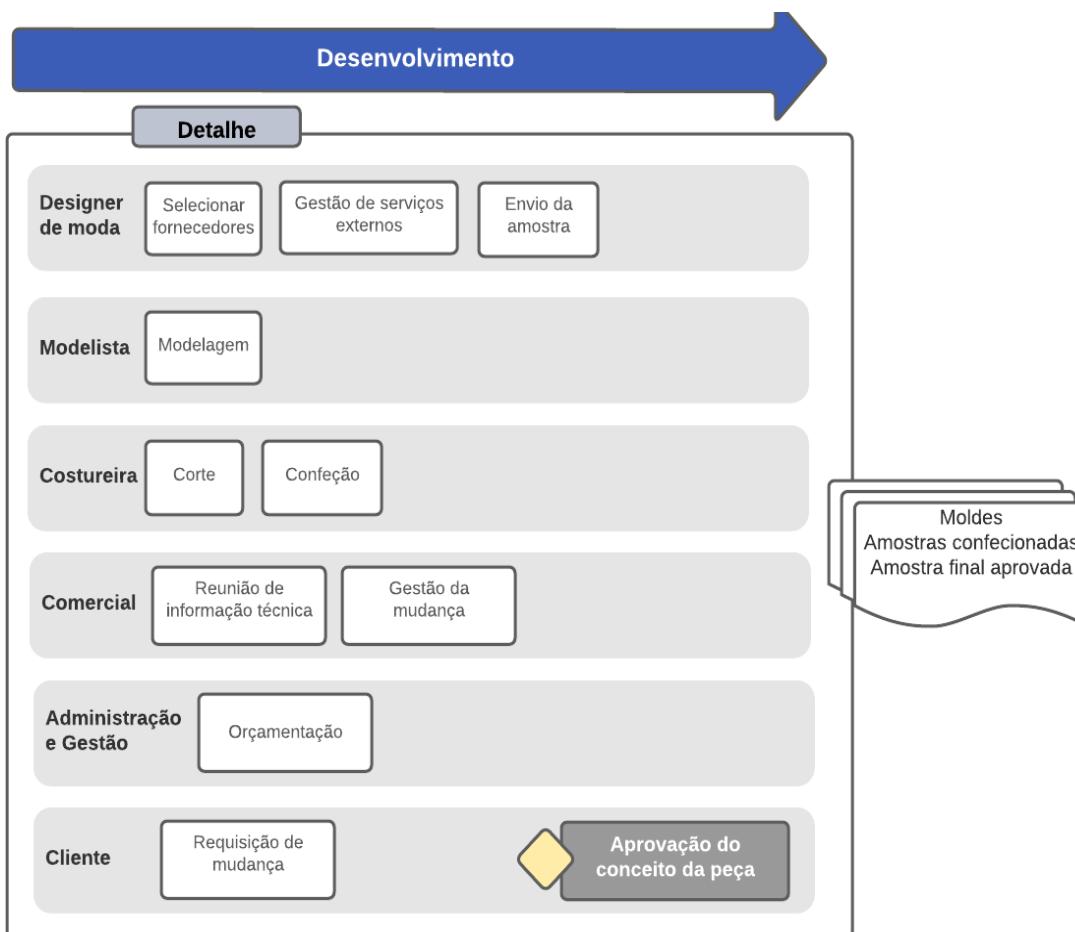 Desenvolvimento
Detalhe
Designer
de moda
Selecionar
fornecedores
Gestão de serviços
externos
Envio da
amostra
Modelista
Modelagem
Costureira
Corte
Confeção
Moldes
Amostras confecionadas
Amostra final aprovada
Comercial
Reunião de
informação técnica
Gestão da
mudança
Administração
e Gestão
Orçamentação
Cliente
Requisição de
mudança
Aprovação do
conceito da peça